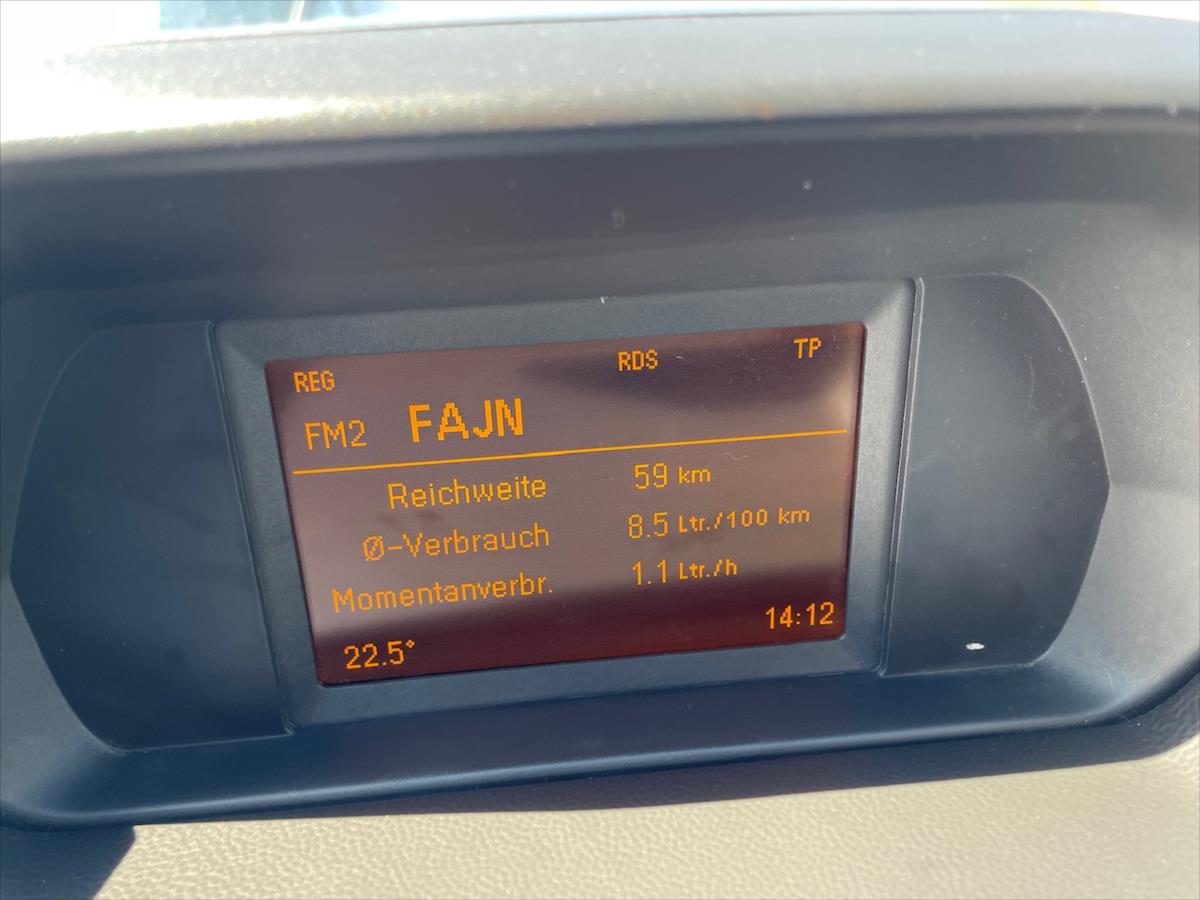 REG RDS TP
FM2 FAJN
Reichweite 59 km
Ø-Verbrauch 8.5 Ltr./100 km
Momentanverbr. 1.1 Ltr./h
22.5° 14:12